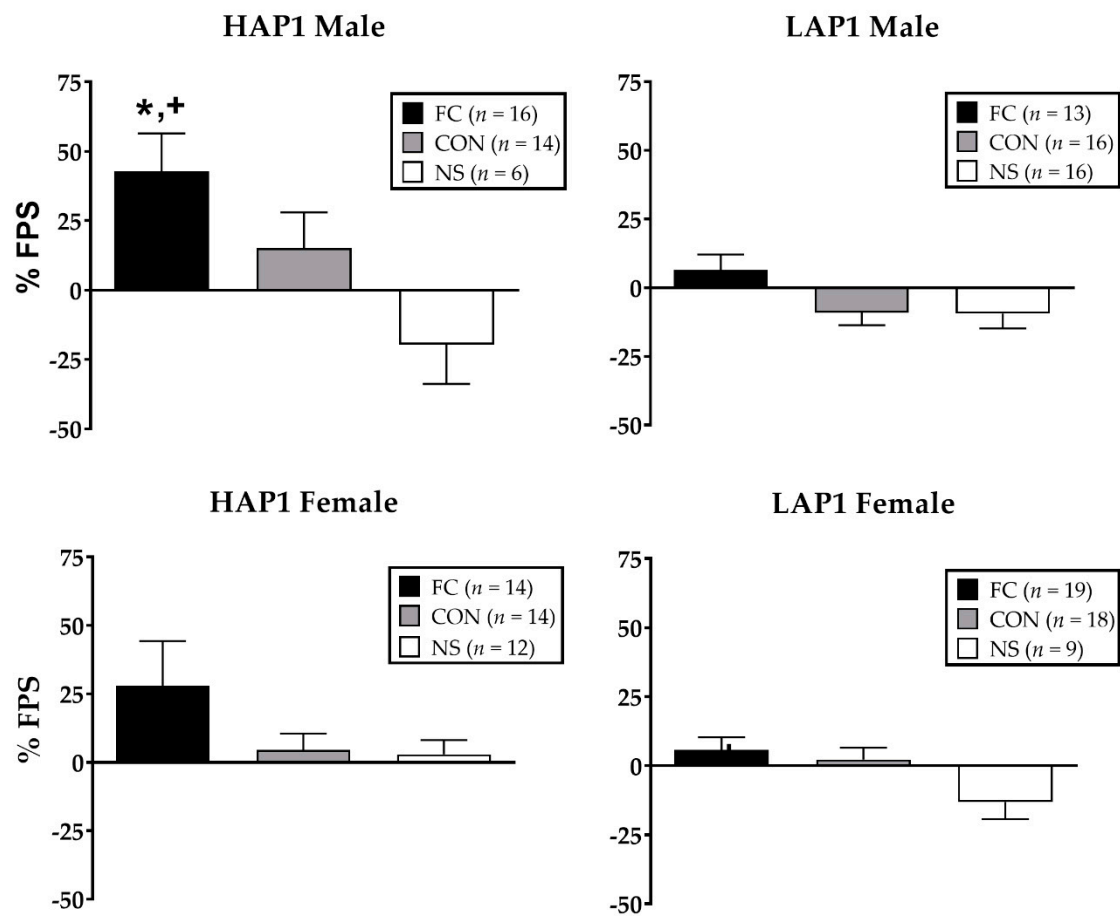 HAP1 Male
% FPS
75
50
25
0
-25
-50
*,+
FC (n = 16)
CON (n = 14)
NS (n = 6)
LAP1 Male
75
50
25
0
-25
-50
FC (n = 13)
CON (n = 16)
NS (n = 16)
HAP1 Female
% FPS
75
50
25
0
-25
-50
FC (n = 14)
CON (n = 14)
NS (n = 12)
LAP1 Female
75
50
25
0
-25
-50
FC (n = 19)
CON (n = 18)
NS (n = 9)